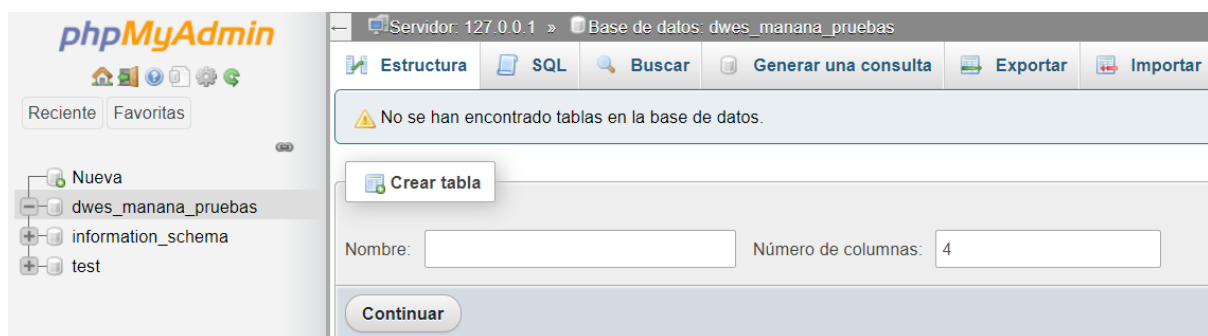 phpMyAdmin
Reciente Favoritas
Nueva
dwes_manana_pruebas
information_schema
test
Servidor: 127.0.0.1 » Base de datos: dwes_manana_pruebas
Estructura SQL Buscar Generar una consulta Exportar Importar
No se han encontrado tablas en la base de datos.
Crear tabla
Nombre: Número de columnas: 4
Continuar